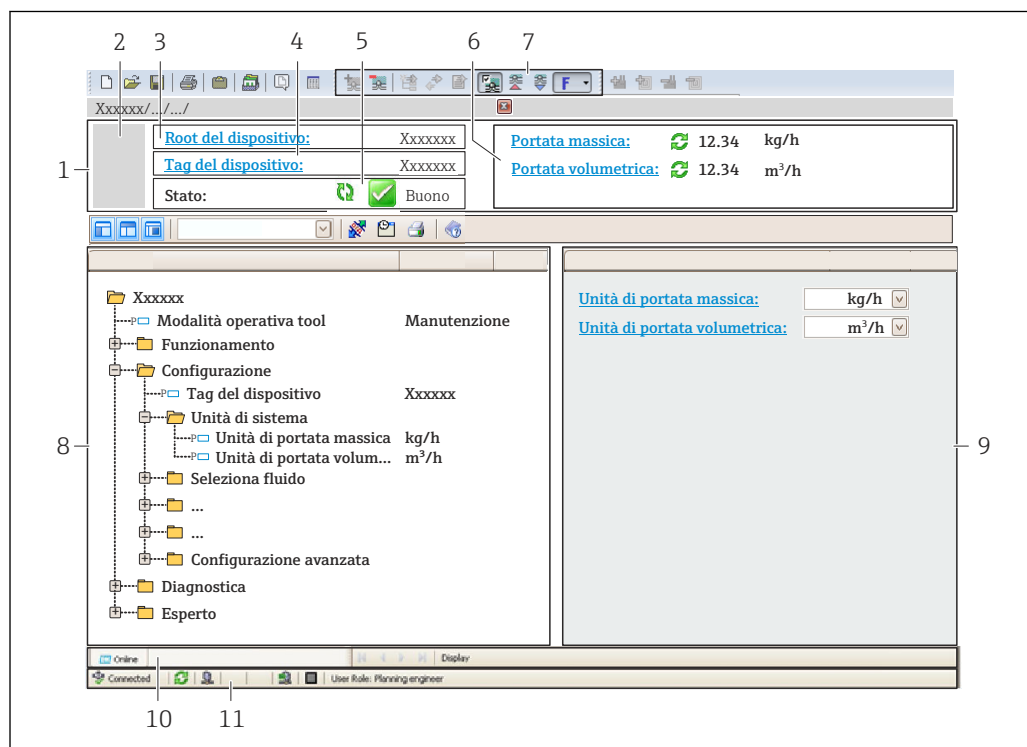 2 3 4 5 6 7
F
Xxxxxx/../../
1
Root del dispositivo: Xxxxxxx
Tag del dispositivo: Xxxxxxx
Stato: Buono
Portata massica: 12.34 kg/h
Portata volumetrica: 12.34 m³/h
8
Xxxxxx
P Modalità operativa tool Manutenzione
Funzionamento
Configurazione
P Tag del dispositivo Xxxxxx
Unità di sistema
P Unità di portata massica kg/h
P Unità di portata volum... m³/h
Seleziona fluido
...
...
Configurazione avanzata
Diagnostica
Esperto
Unità di portata massica: kg/h
Unità di portata volumetrica: m³/h
9
Online Display
Connected User Role: Planning engineer
10 11